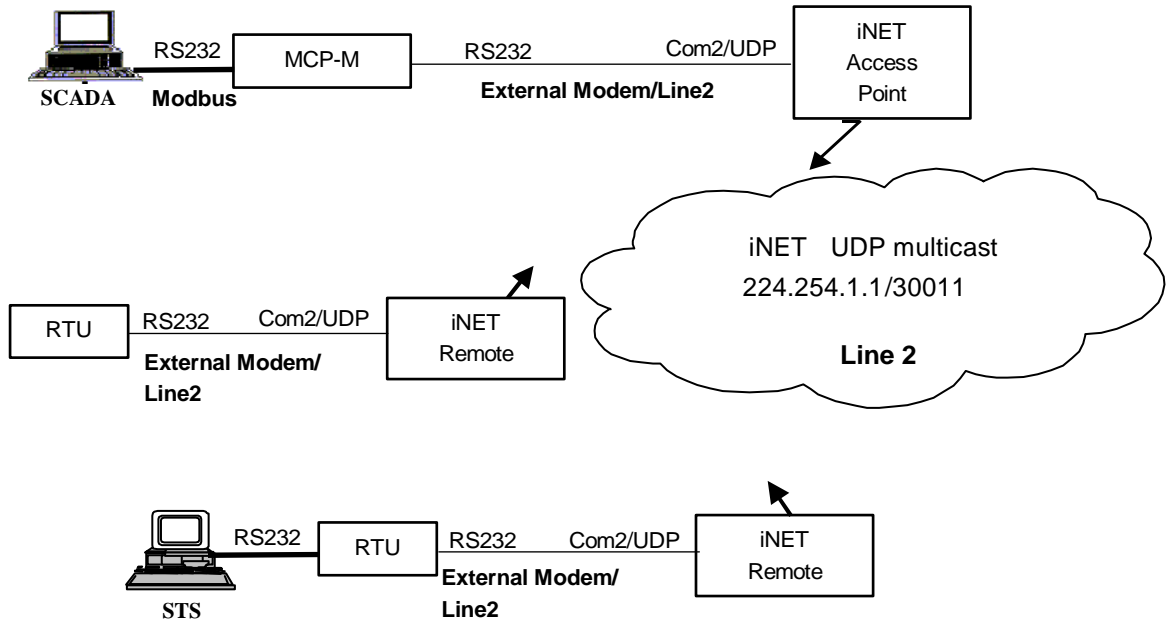 iNET
Access
Point
RS232
MCP-M
RS232
Com2/UDP
SCADA
Modbus
External Modem/Line2
iNET UDP multicast
224.254.1.1/30011
Line 2
RTU
RS232
Com2/UDP
iNET
Remote
External Modem/
Line2
RS232
RTU
RS232
Com2/UDP
iNET
Remote
External Modem/
Line2
STS